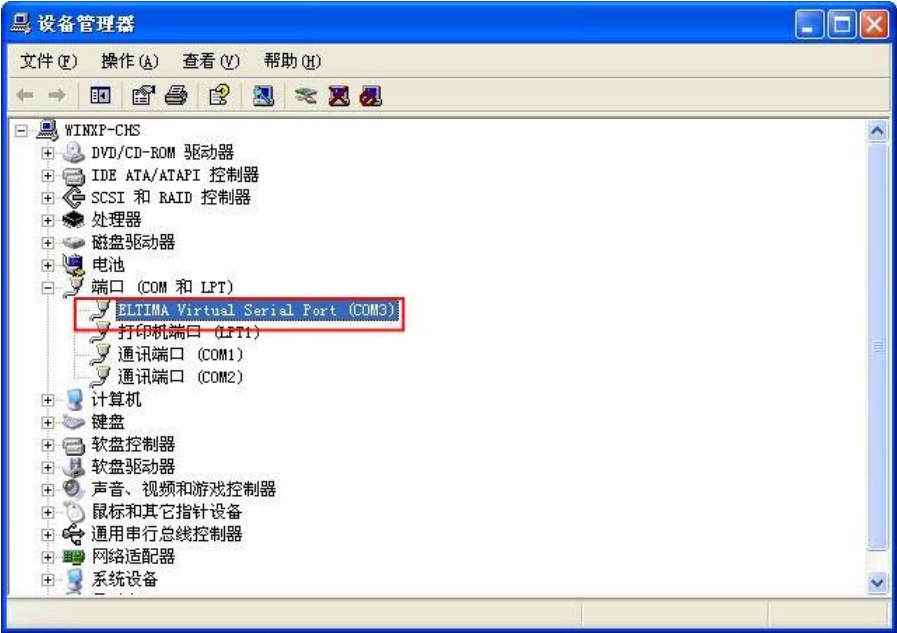 设备管理器
文件(F) 操作(A) 查看(V) 帮助(H)
WINXP-CHS
DVD/CD-ROM 驱动器
IDE ATA/ATAPI 控制器
SCSI 和 RAID 控制器
处理器
磁盘驱动器
电池
端口 (COM 和 LPT)
ELTIMA Virtual Serial Port (COM3)
打印机端口 (LPT1)
通讯端口 (COM1)
通讯端口 (COM2)
计算机
键盘
软盘控制器
软盘驱动器
声音、视频和游戏控制器
鼠标和其它指针设备
通用串行总线控制器
网络适配器
系统设备